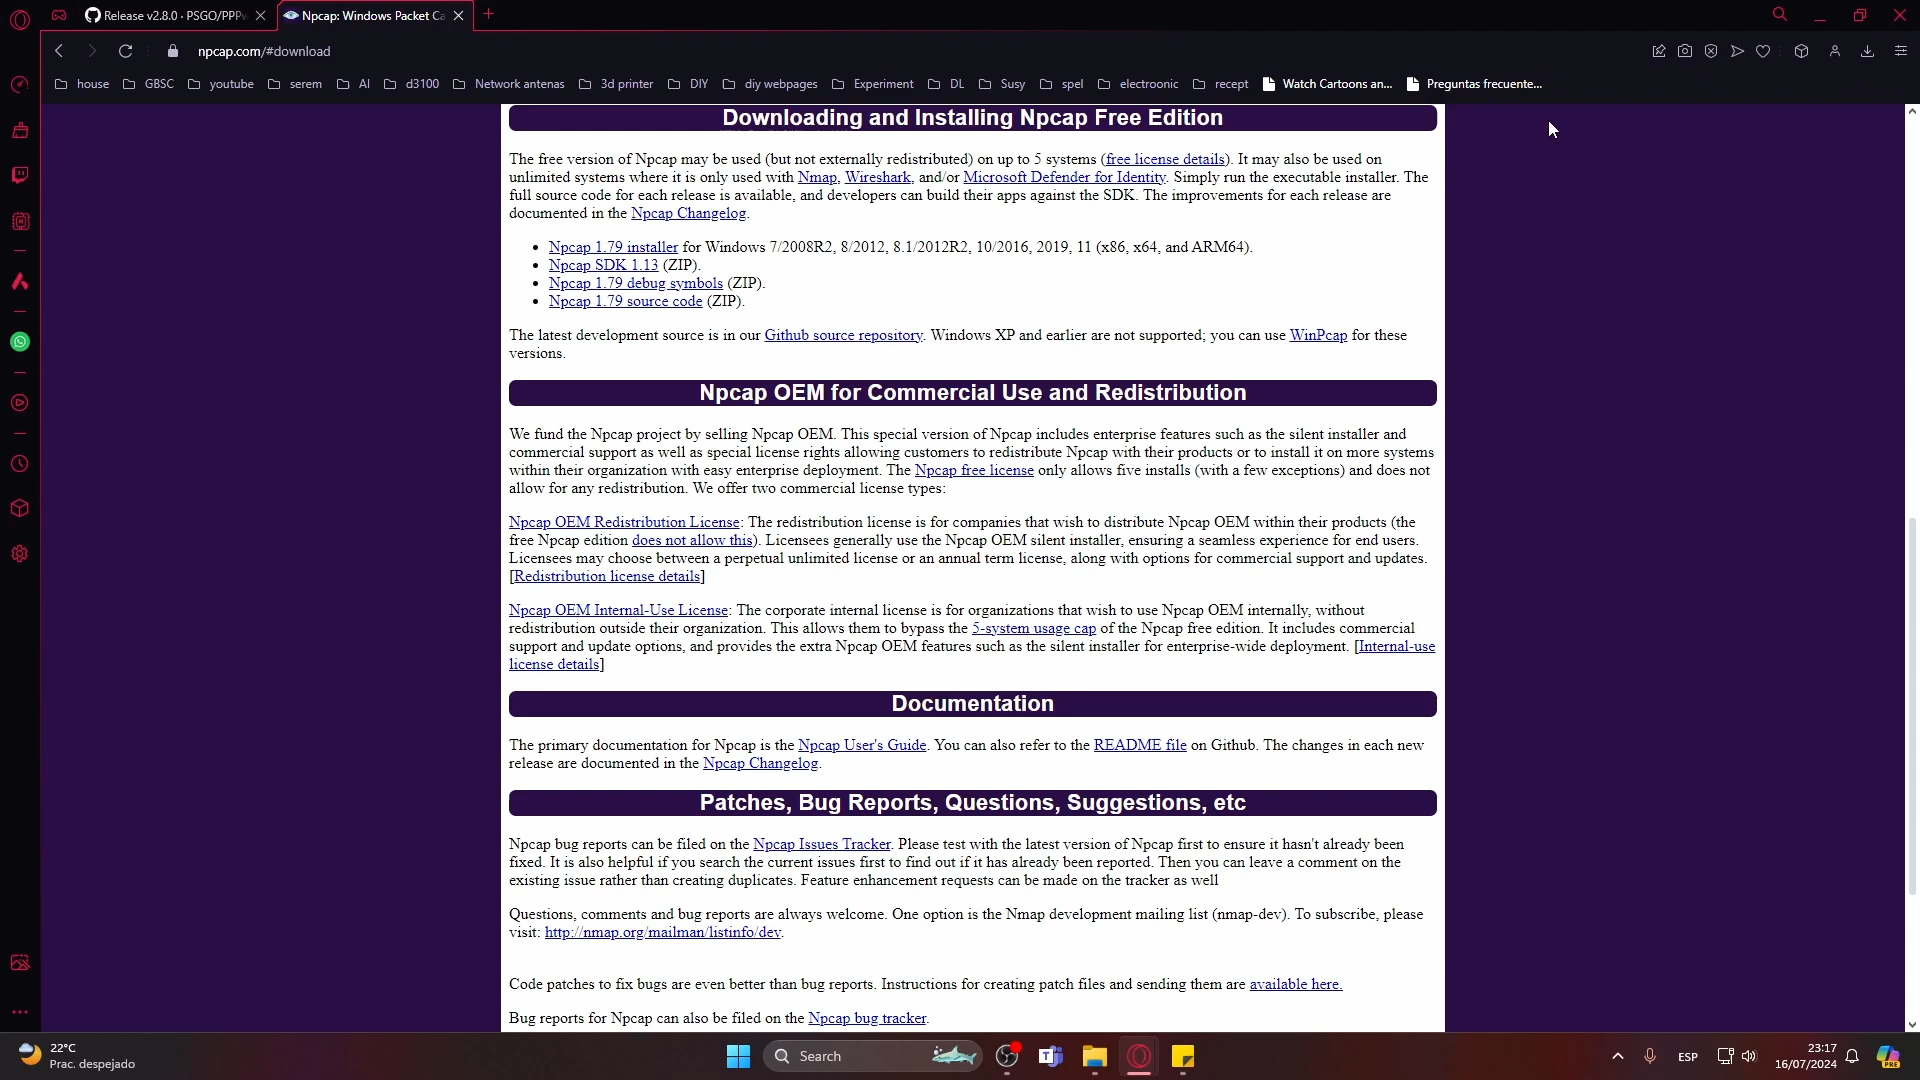 Release v2.8.0 · PSGO/PPPw
Npcap: Windows Packet Ca
npcap.com/#download
house
GBSC
youtube
serem
AI
d3100
Network antenas
3d printer
DIY
diy webpages
Experiment
DL
Susy
spel
electroonic
recept
Watch Cartoons an...
Preguntas frecuente...
Downloading and Installing Npcap Free Edition
The free version of Npcap may be used (but not externally redistributed) on up to 5 systems (free license details). It may also be used on
unlimited systems where it is only used with Nmap, Wireshark, and/or Microsoft Defender for Identity. Simply run the executable installer. The
full source code for each release is available, and developers can build their apps against the SDK. The improvements for each release are
documented in the Npcap Changelog.
• Npcap 1.79 installer for Windows 7/2008R2, 8/2012, 8.1/2012R2, 10/2016, 2019, 11 (x86, x64, and ARM64).
• Npcap SDK 1.13 (ZIP).
• Npcap 1.79 debug symbols (ZIP).
• Npcap 1.79 source code (ZIP).
The latest development source is in our Github source repository. Windows XP and earlier are not supported; you can use WinPcap for these
versions.
Npcap OEM for Commercial Use and Redistribution
We fund the Npcap project by selling Npcap OEM. This special version of Npcap includes enterprise features such as the silent installer and
commercial support as well as special license rights allowing customers to redistribute Npcap with their products or to install it on more systems
within their organization with easy enterprise deployment. The Npcap free license only allows five installs (with a few exceptions) and does not
allow for any redistribution. We offer two commercial license types:
Npcap OEM Redistribution License: The redistribution license is for companies that wish to distribute Npcap OEM within their products (the
free Npcap edition does not allow this). Licensees generally use the Npcap OEM silent installer, ensuring a seamless experience for end users.
Licensees may choose between a perpetual unlimited license or an annual term license, along with options for commercial support and updates.
[Redistribution license details]
Npcap OEM Internal-Use License: The corporate internal license is for organizations that wish to use Npcap OEM internally, without
redistribution outside their organization. This allows them to bypass the 5-system usage cap of the Npcap free edition. It includes commercial
support and update options, and provides the extra Npcap OEM features such as the silent installer for enterprise-wide deployment. [Internal-use
license details]
Documentation
The primary documentation for Npcap is the Npcap User's Guide. You can also refer to the README file on Github. The changes in each new
release are documented in the Npcap Changelog.
Patches, Bug Reports, Questions, Suggestions, etc
Npcap bug reports can be filed on the Npcap Issues Tracker. Please test with the latest version of Npcap first to ensure it hasn't already been
fixed. It is also helpful if you search the current issues first to find out if it has already been reported. Then you can leave a comment on the
existing issue rather than creating duplicates. Feature enhancement requests can be made on the tracker as well
Questions, comments and bug reports are always welcome. One option is the Nmap development mailing list (nmap-dev). To subscribe, please
visit: http://nmap.org/mailman/listinfo/dev.
Code patches to fix bugs are even better than bug reports. Instructions for creating patch files and sending them are available here.
Bug reports for Npcap can also be filed on the Npcap bug tracker.
22°C
Prac. despejado
Search
ESP
23:17
16/07/2024
PRE